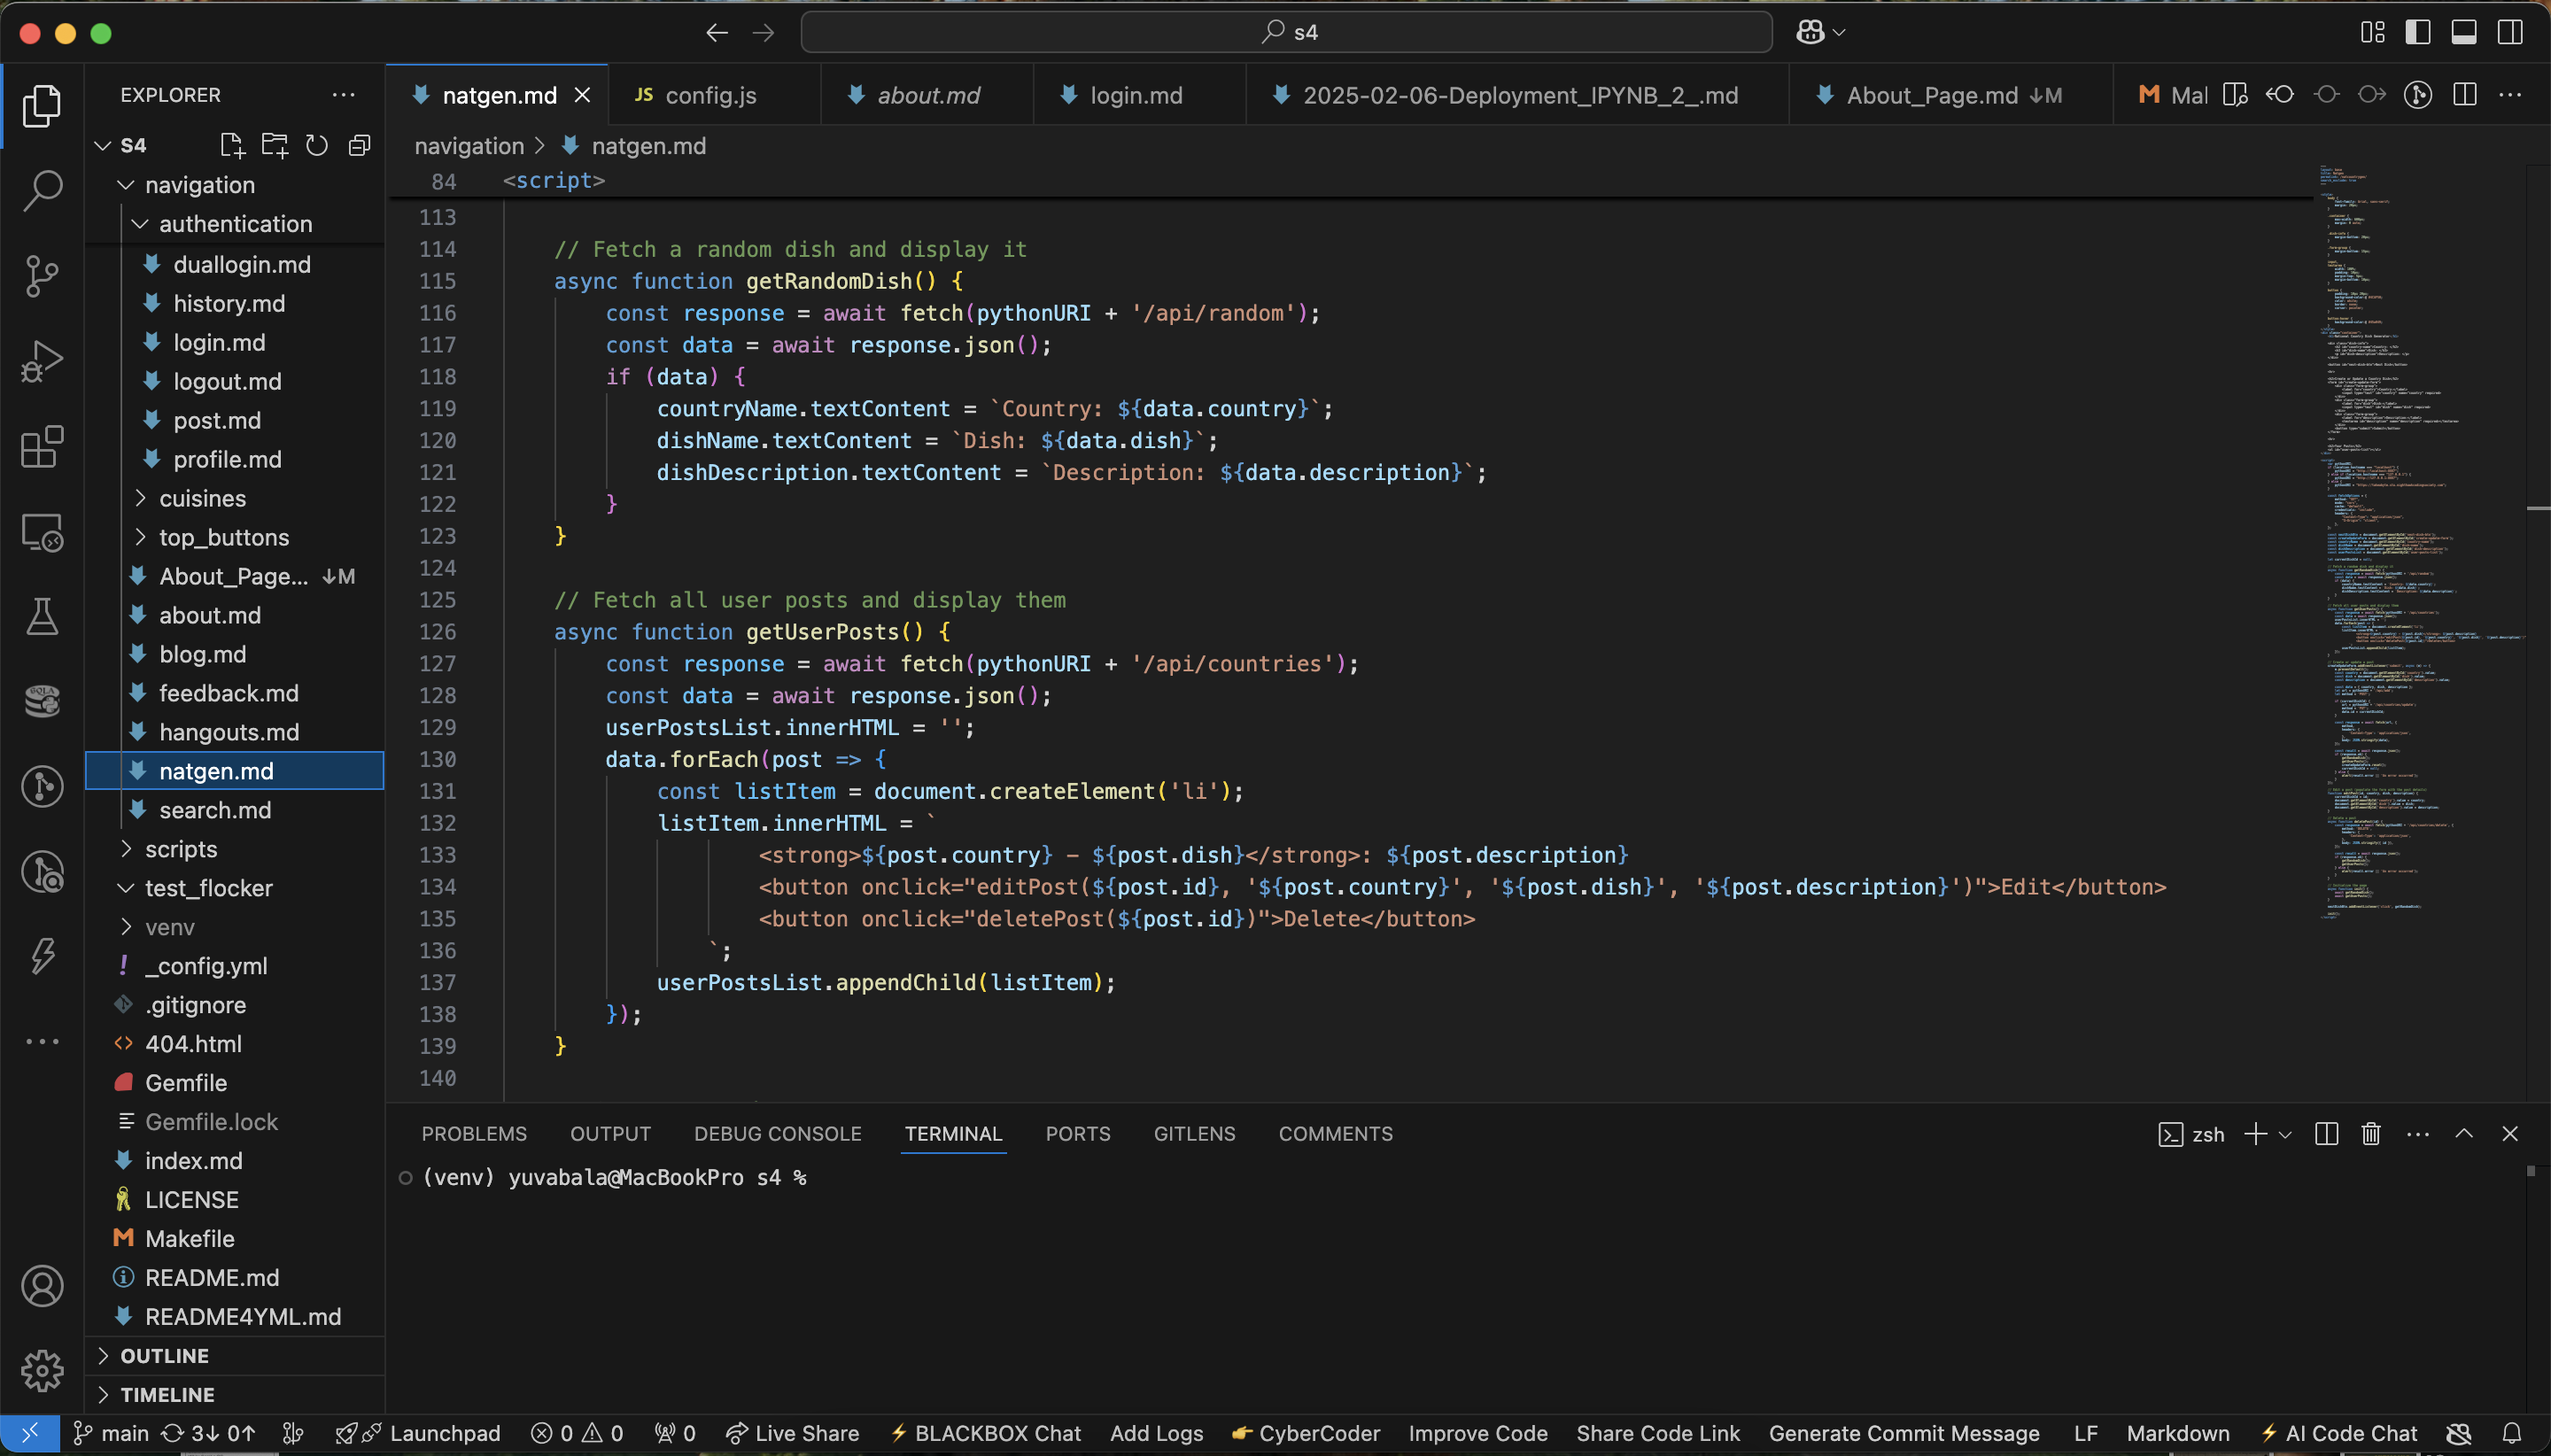 s4
EXPLORER
natgen.md
JS config.js
about.md
login.md
2025-02-06-Deployment_IPYNB_2_.md
About_Page.md ↓M
M Mal
S4
navigation
authentication
duallogin.md
history.md
login.md
logout.md
post.md
profile.md
cuisines
top_buttons
About_Page... ↓M
about.md
blog.md
feedback.md
hangouts.md
natgen.md
search.md
scripts
test_flocker
venv
_config.yml
.gitignore
404.html
Gemfile
Gemfile.lock
index.md
LICENSE
Makefile
README.md
README4YML.md
OUTLINE
TIMELINE
navigation > natgen.md
84 <script>
113
114 // Fetch a random dish and display it
115 async function getRandomDish() {
116 const response = await fetch(pythonURI + '/api/random');
117 const data = await response.json();
118 if (data) {
119 countryName.textContent = `Country: ${data.country}`;
120 dishName.textContent = `Dish: ${data.dish}`;
121 dishDescription.textContent = `Description: ${data.description}`;
122 }
123 }
124
125 // Fetch all user posts and display them
126 async function getUserPosts() {
127 const response = await fetch(pythonURI + '/api/countries');
128 const data = await response.json();
129 userPostsList.innerHTML = '';
130 data.forEach(post => {
131 const listItem = document.createElement('li');
132 listItem.innerHTML = `
133 <strong>${post.country} - ${post.dish}</strong>: ${post.description}
134 <button onclick="editPost(${post.id}, '${post.country}', '${post.dish}', '${post.description}')">Edit</button>
135 <button onclick="deletePost(${post.id})">Delete</button>
136 `;
137 userPostsList.appendChild(listItem);
138 });
139 }
140
PROBLEMS OUTPUT DEBUG CONSOLE TERMINAL PORTS GITLENS COMMENTS
zsh
(venv) yuvabala@MacBookPro s4 %
main 3↓ 0↑ Launchpad 0 0 0 Live Share BLACKBOX Chat Add Logs CyberCoder Improve Code Share Code Link Generate Commit Message LF Markdown AI Code Chat